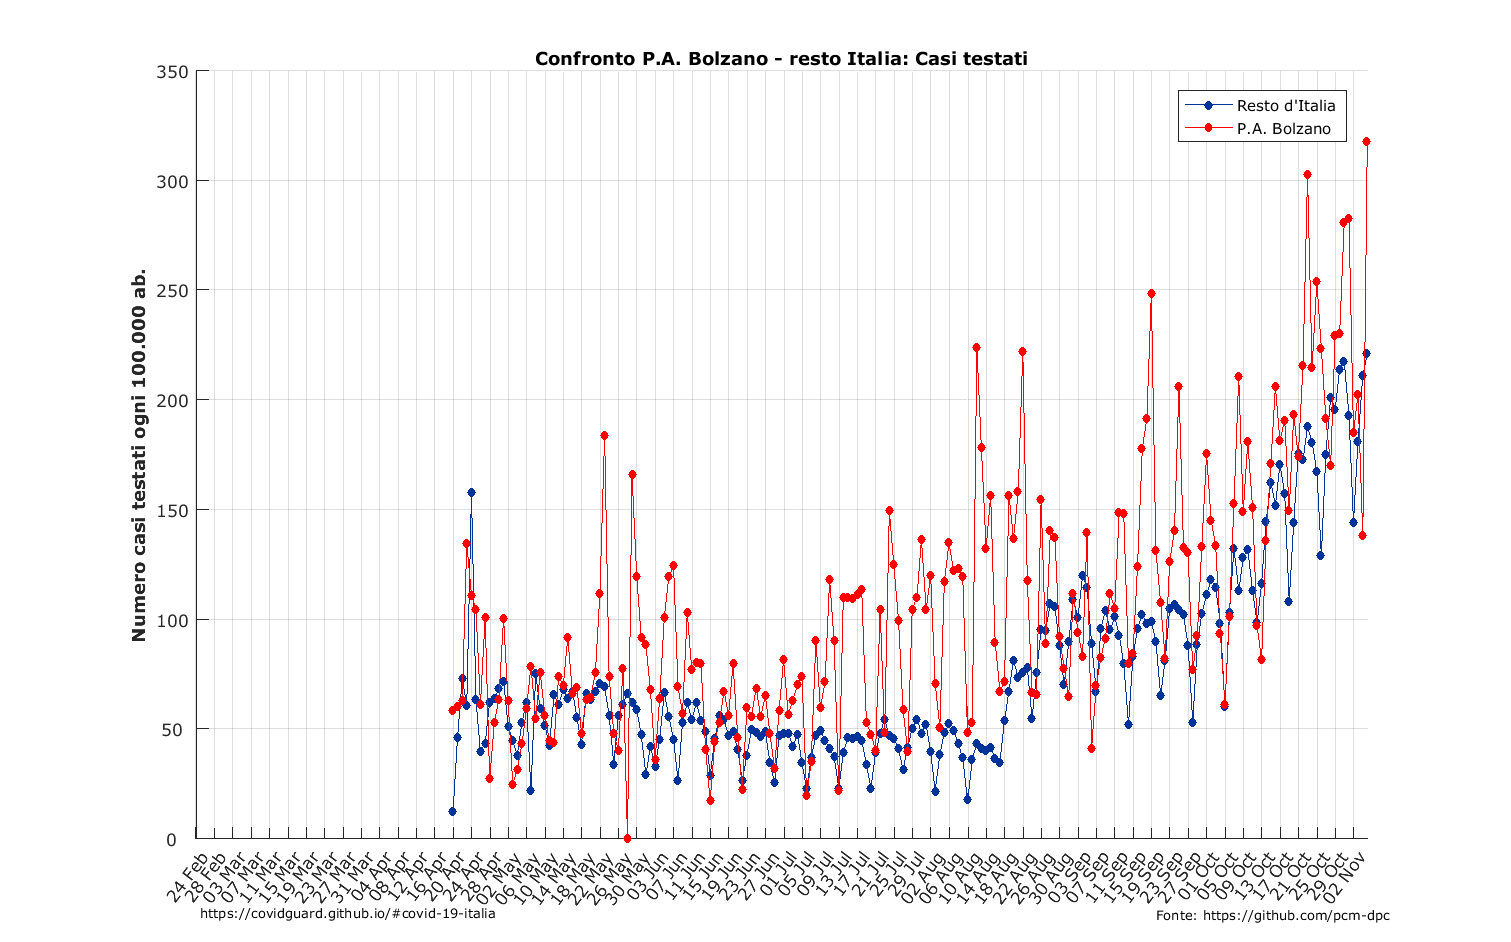 Confronto P.A. Bolzano - resto Italia: Casi testati
Resto d'Italia
P.A. Bolzano
Numero casi testati ogni 100.000 ab.
350
300
250
200
150
100
50
0
24 Feb
28 Feb
03 Mar
07 Mar
11 Mar
15 Mar
19 Mar
23 Mar
27 Mar
31 Mar
04 Apr
08 Apr
12 Apr
16 Apr
20 Apr
24 Apr
28 Apr
02 May
06 May
10 May
14 May
18 May
22 May
26 May
30 May
03 Jun
07 Jun
11 Jun
15 Jun
19 Jun
23 Jun
27 Jun
01 Jul
05 Jul
09 Jul
13 Jul
17 Jul
21 Jul
25 Jul
29 Jul
02 Aug
06 Aug
10 Aug
14 Aug
18 Aug
22 Aug
26 Aug
30 Aug
03 Sep
07 Sep
11 Sep
15 Sep
19 Sep
23 Sep
27 Sep
01 Oct
05 Oct
09 Oct
13 Oct
17 Oct
21 Oct
25 Oct
29 Oct
02 Nov
https://covidguard.github.io/#covid-19-italia
Fonte: https://github.com/pcm-dpc